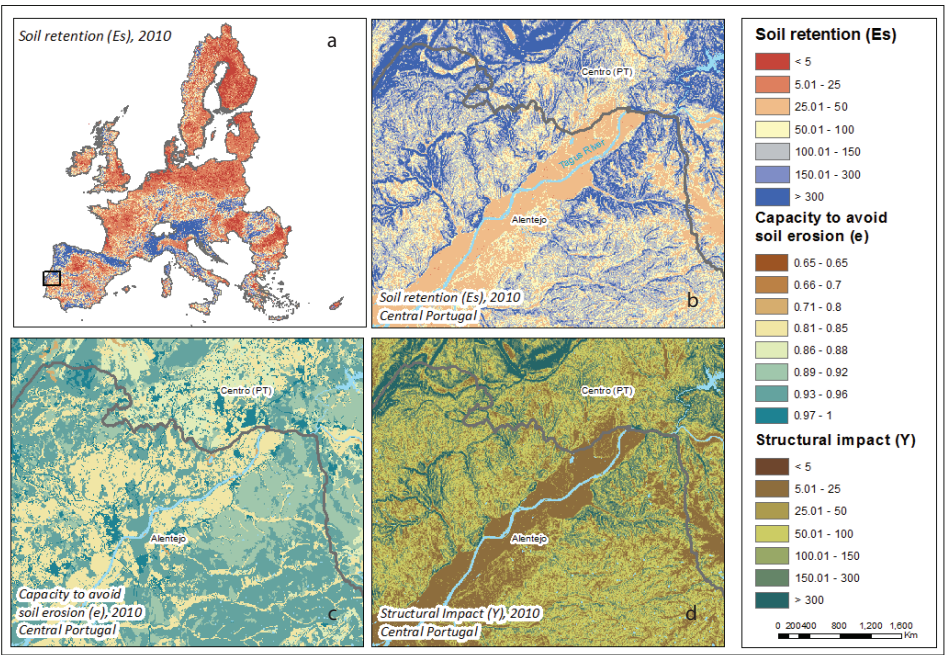 Soil retention (Es), 2010
a
Centro (PT)
Tagus River
Alentejo
Soil retention (Es), 2010
Central Portugal
b
Centro (PT)
Alentejo
Capacity to avoid
soil erosion (e), 2010
Central Portugal
c
Centro (PT)
Alentejo
Structural Impact (Y), 2010
Central Portugal
d
Soil retention (Es)
< 5
5.01 - 25
25.01 - 50
50.01 - 100
100.01 - 150
150.01 - 300
> 300
Capacity to avoid
soil erosion (e)
0.65 - 0.65
0.66 - 0.7
0.71 - 0.8
0.81 - 0.85
0.86 - 0.88
0.89 - 0.92
0.93 - 0.96
0.97 - 1
Structural impact (Y)
< 5
5.01 - 25
25.01 - 50
50.01 - 100
100.01 - 150
150.01 - 300
> 300
0 200400 800 1,200 1,600
Km